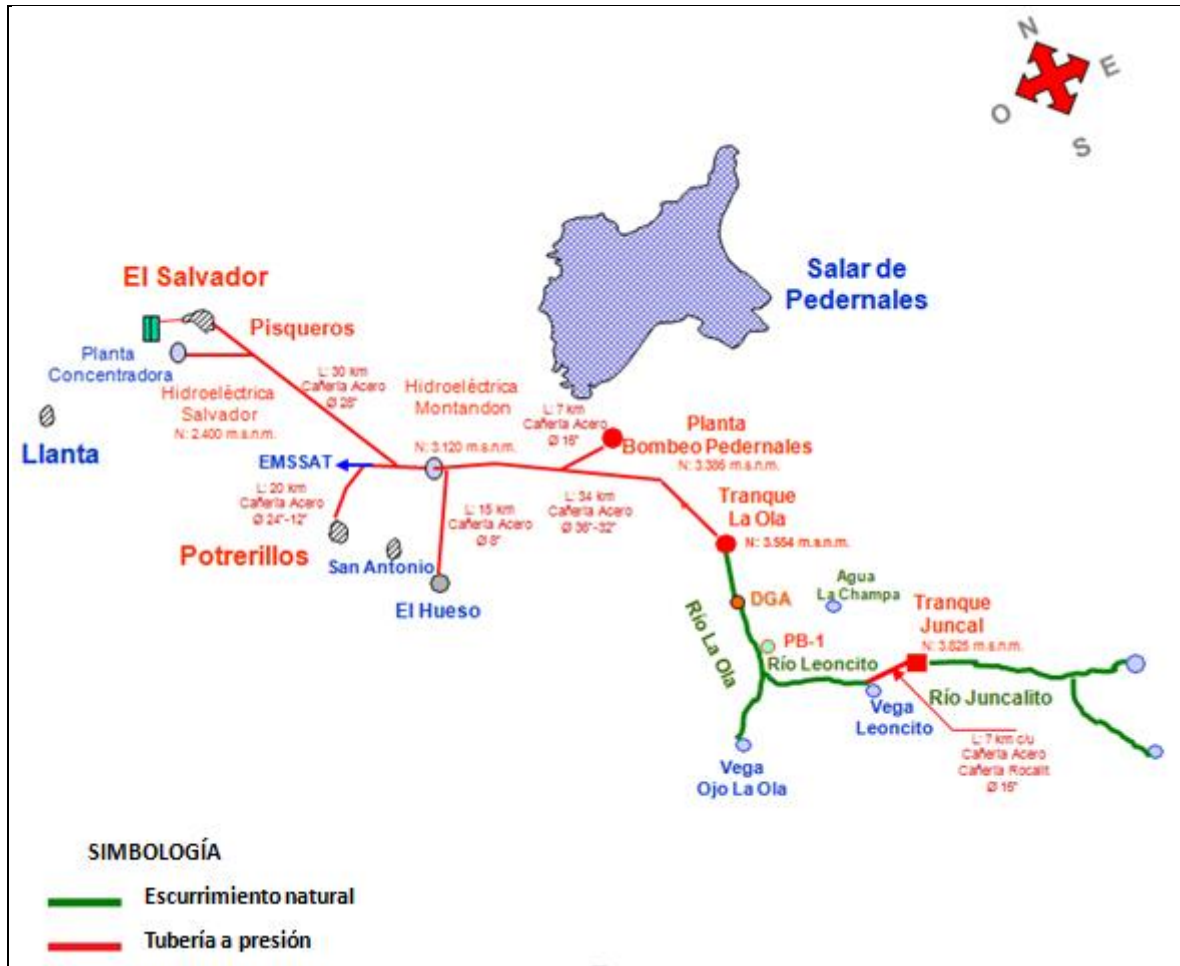 N
E
O
S
Salar de
Pedernales
El Salvador
Pisqueros
Planta
Concentradora
Hidroeléctrica
Salvador
N: 2.400 m.s.n.m.
L: 30 km
Cañería Acero
Ø 28"
Llanta
Hidroeléctrica
Montandon
N: 3.120 m.s.n.m.
L: 7 km
Cañería Acero
Ø 16"
Planta
Bombeo Pedernales
N: 3.386 m.s.n.m.
EMSSAT
L: 20 km
Cañería Acero
Ø 24"-12"
Potrerillos
San Antonio
L: 15 km
Cañería Acero
Ø 8"
El Hueso
L: 34 km
Cañería Acero
Ø 36"-32"
Tranque
La Ola
N: 3.554 m.s.n.m.
DGA
Agua
La Champa
Tranque
Juncal
N: 3.825 m.s.n.m.
PB-1
Río La Ola
Río Leoncito
Río Juncalito
Vega
Leoncito
L: 7 km c/u
Cañería Acero
Cañería Rocalit
Ø 16"
Vega
Ojo La Ola
SIMBOLOGÍA
Escurrimiento natural
Tubería a presión